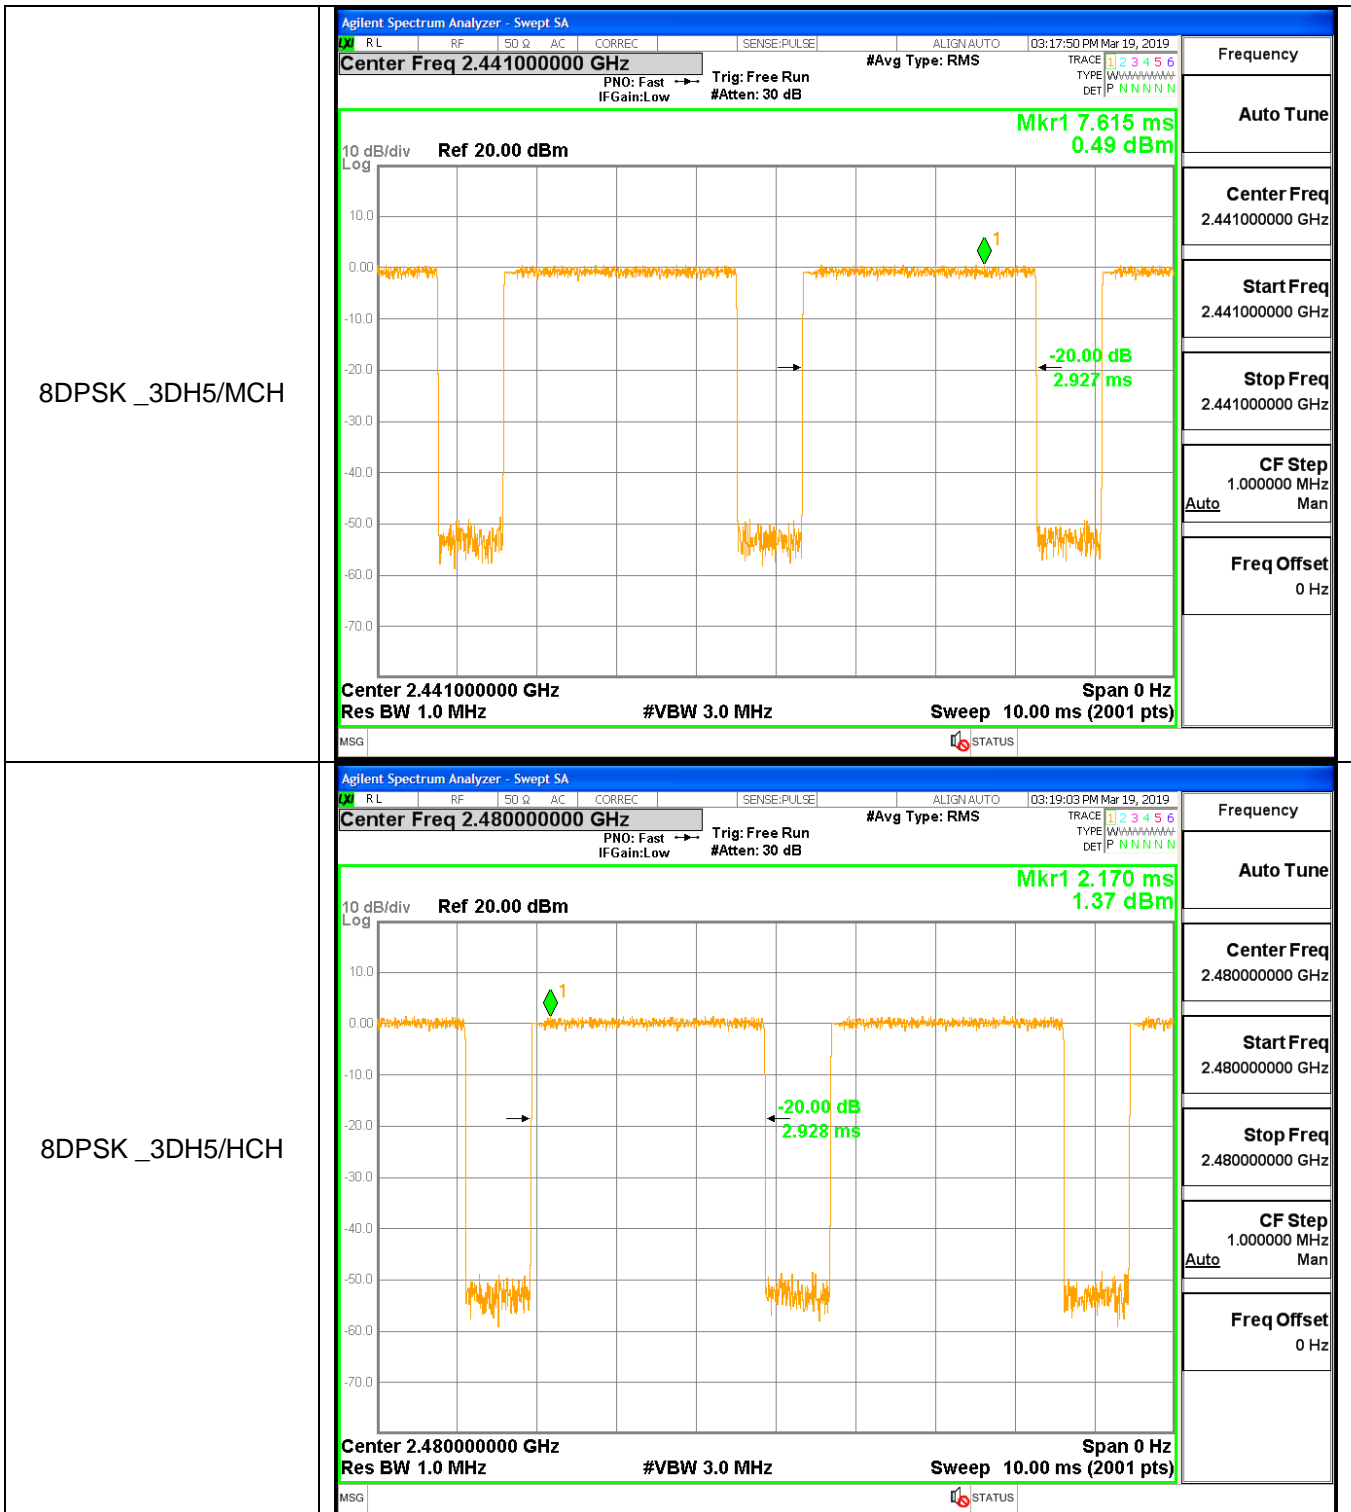 8DPSK _3DH5/MCH
Agilent Spectrum Analyzer - Swept SA
LXI RL RF 50 Ω AC CORREC SENSE:PULSE ALIGNAUTO 03:17:50 PM Mar 19, 2019
Center Freq 2.441000000 GHz #Avg Type: RMS TRACE 1 2 3 4 5 6
PNO: Fast Trig: Free Run TYPE
IFGain:Low #Atten: 30 dB DET P N N N N N
Mkr1 7.615 ms
0.49 dBm
10 dB/div Ref 20.00 dBm
Log
10.0
0.00
-10.0
-20.0
-30.0
-40.0
-50.0
-60.0
-70.0
1
-20.00 dB
2.927 ms
Center 2.441000000 GHz Span 0 Hz
Res BW 1.0 MHz #VBW 3.0 MHz Sweep 10.00 ms (2001 pts)
MSG STATUS
Frequency
Auto Tune
Center Freq
2.441000000 GHz
Start Freq
2.441000000 GHz
Stop Freq
2.441000000 GHz
CF Step
1.000000 MHz
Auto Man
Freq Offset
0 Hz
8DPSK _3DH5/HCH
Agilent Spectrum Analyzer - Swept SA
LXI RL RF 50 Ω AC CORREC SENSE:PULSE ALIGNAUTO 03:19:03 PM Mar 19, 2019
Center Freq 2.480000000 GHz #Avg Type: RMS TRACE 1 2 3 4 5 6
PNO: Fast Trig: Free Run TYPE
IFGain:Low #Atten: 30 dB DET P N N N N N
Mkr1 2.170 ms
1.37 dBm
10 dB/div Ref 20.00 dBm
Log
10.0
0.00
-10.0
-20.0
-30.0
-40.0
-50.0
-60.0
-70.0
1
-20.00 dB
2.928 ms
Center 2.480000000 GHz Span 0 Hz
Res BW 1.0 MHz #VBW 3.0 MHz Sweep 10.00 ms (2001 pts)
MSG STATUS
Frequency
Auto Tune
Center Freq
2.480000000 GHz
Start Freq
2.480000000 GHz
Stop Freq
2.480000000 GHz
CF Step
1.000000 MHz
Auto Man
Freq Offset
0 Hz